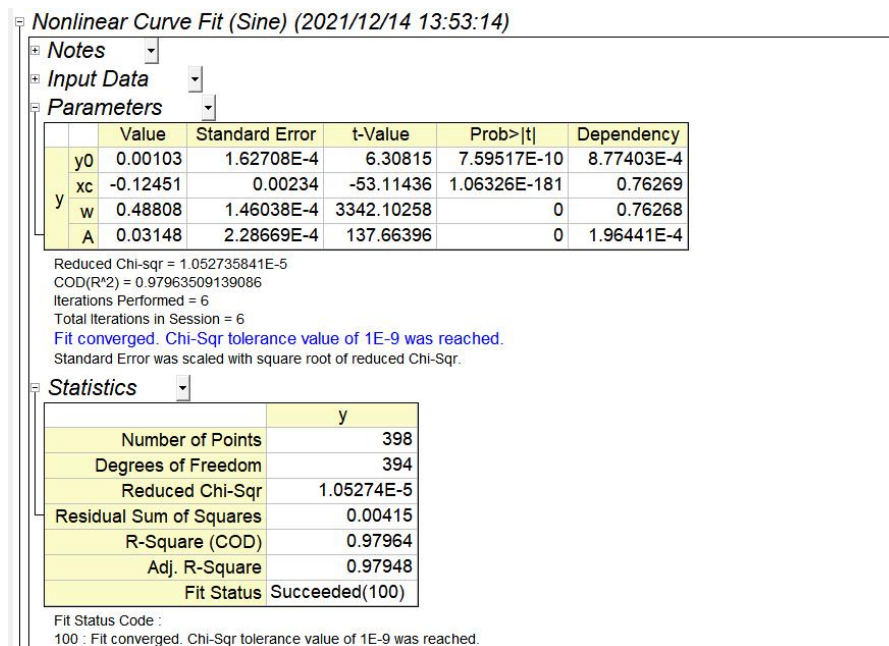 Nonlinear Curve Fit (Sine) (2021/12/14 13:53:14)
Notes
Input Data
Parameters
Value Standard Error t-Value Prob>|t| Dependency
y
y0 0.00103 1.62708E-4 6.30815 7.59517E-10 8.77403E-4
xc -0.12451 0.00234 -53.11436 1.06326E-181 0.76269
w 0.48808 1.46038E-4 3342.10258 0 0.76268
A 0.03148 2.28669E-4 137.66396 0 1.96441E-4
Reduced Chi-sqr = 1.052735841E-5
COD(R^2) = 0.97963509139086
Iterations Performed = 6
Total Iterations in Session = 6
Fit converged. Chi-Sqr tolerance value of 1E-9 was reached.
Standard Error was scaled with square root of reduced Chi-Sqr.
Statistics
y
Number of Points 398
Degrees of Freedom 394
Reduced Chi-Sqr 1.05274E-5
Residual Sum of Squares 0.00415
R-Square (COD) 0.97964
Adj. R-Square 0.97948
Fit Status Succeeded(100)
Fit Status Code :
100 : Fit converged. Chi-Sqr tolerance value of 1E-9 was reached.